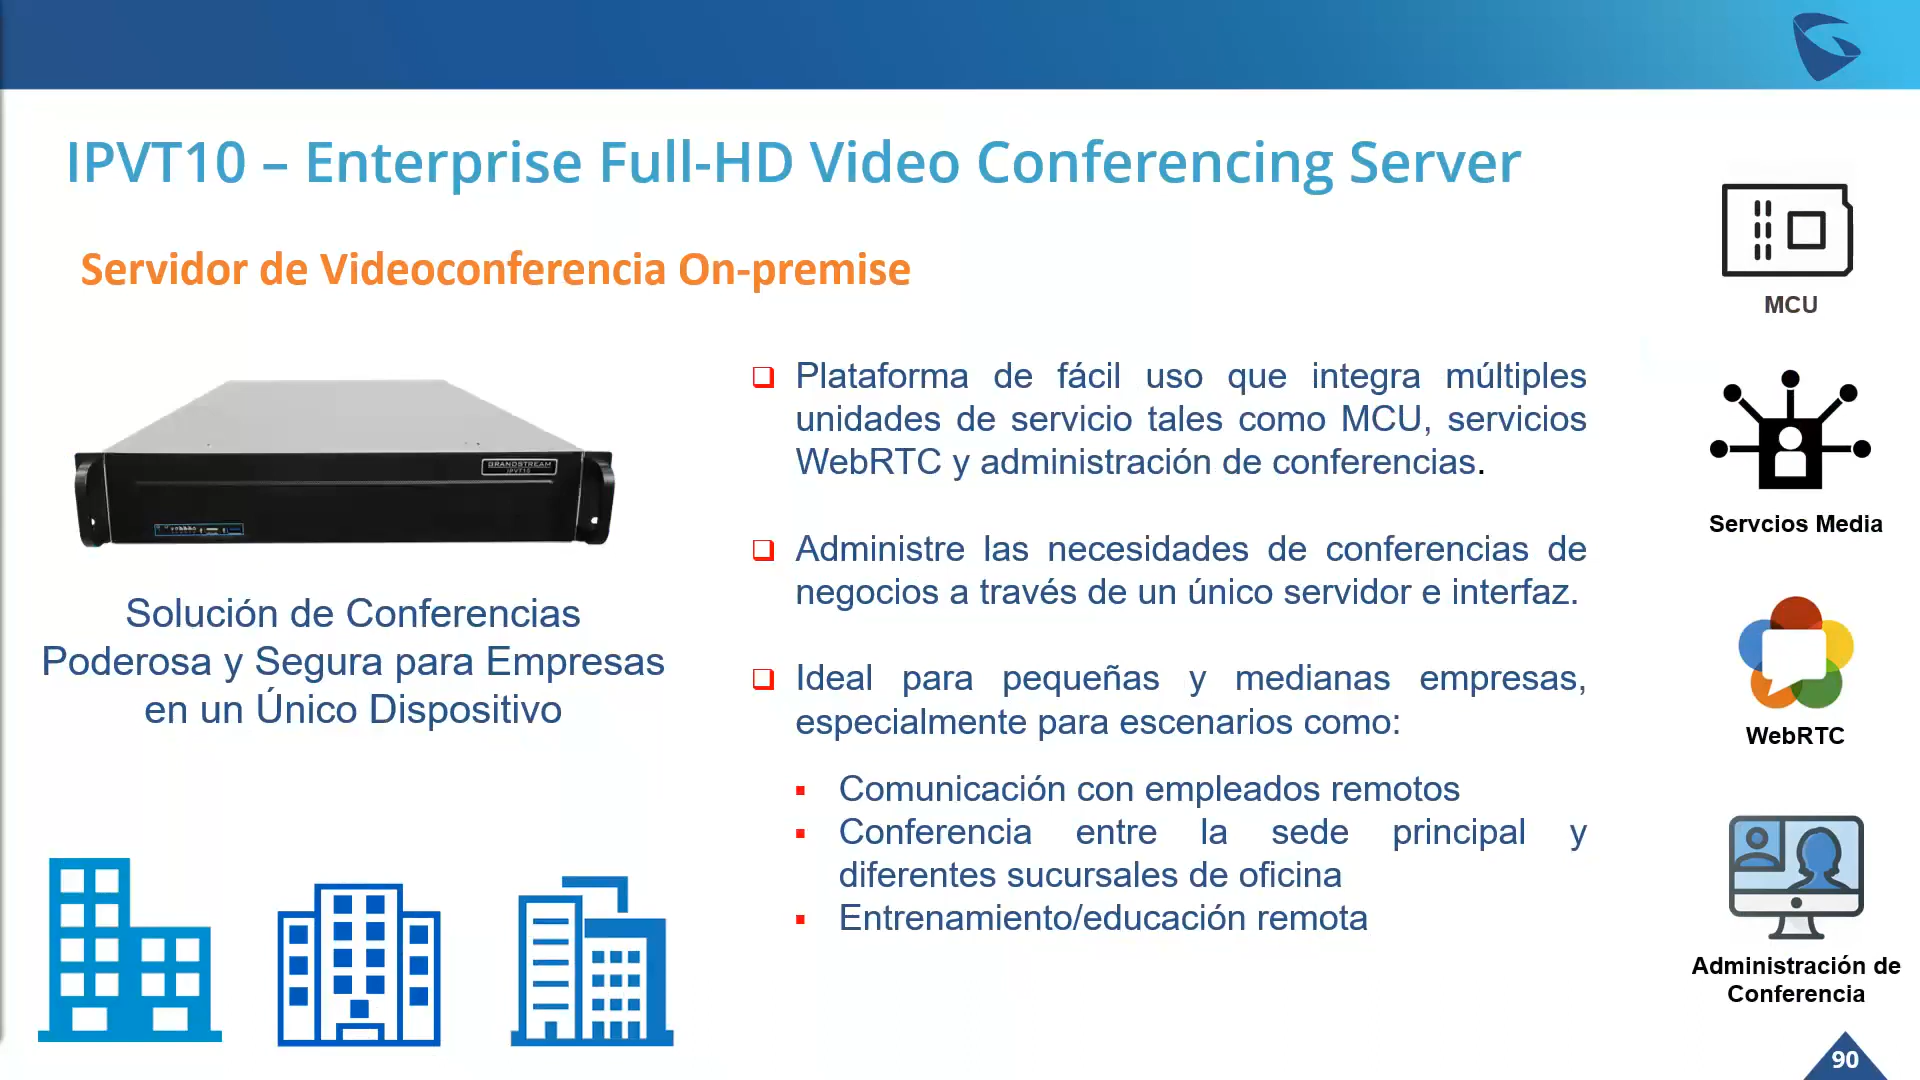 IPVT10 – Enterprise Full-HD Video Conferencing Server
Servidor de Videoconferencia On-premise
GRANDSTREAM
IPVT10
Solución de Conferencias
Poderosa y Segura para Empresas
en un Único Dispositivo
Plataforma de fácil uso que integra múltiples
unidades de servicio tales como MCU, servicios
WebRTC y administración de conferencias.
Administre las necesidades de conferencias de
negocios a través de un único servidor e interfaz.
Ideal para pequeñas y medianas empresas,
especialmente para escenarios como:
Comunicación con empleados remotos
Conferencia entre la sede principal y
diferentes sucursales de oficina
Entrenamiento/educación remota
MCU
Servcios Media
WebRTC
Administración de
Conferencia
90